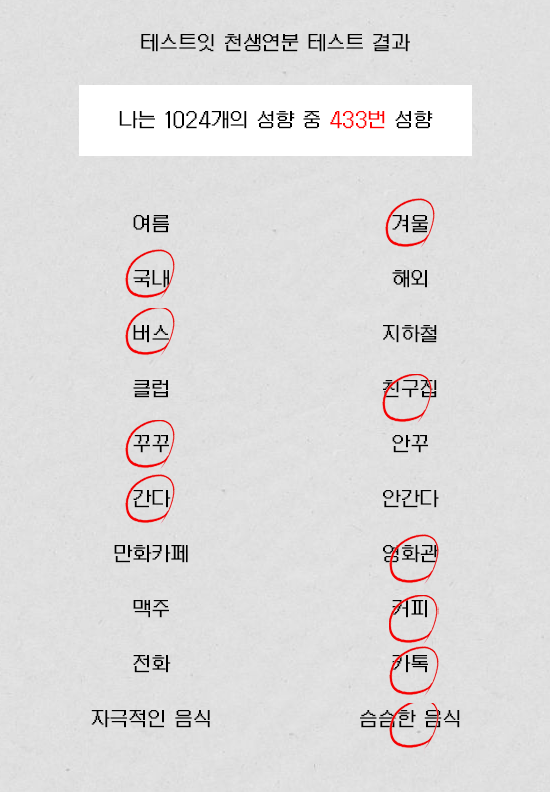 테스트잇 천생연분 테스트 결과
나는 1024개의 성향 중 433번 성향
여름 겨울
국내 해외
버스 지하철
클럽 친구집
꾸꾸 안꾸
간다 안간다
만화카페 영화관
맥주 커피
전화 카톡
자극적인 음식 슴슴한 음식